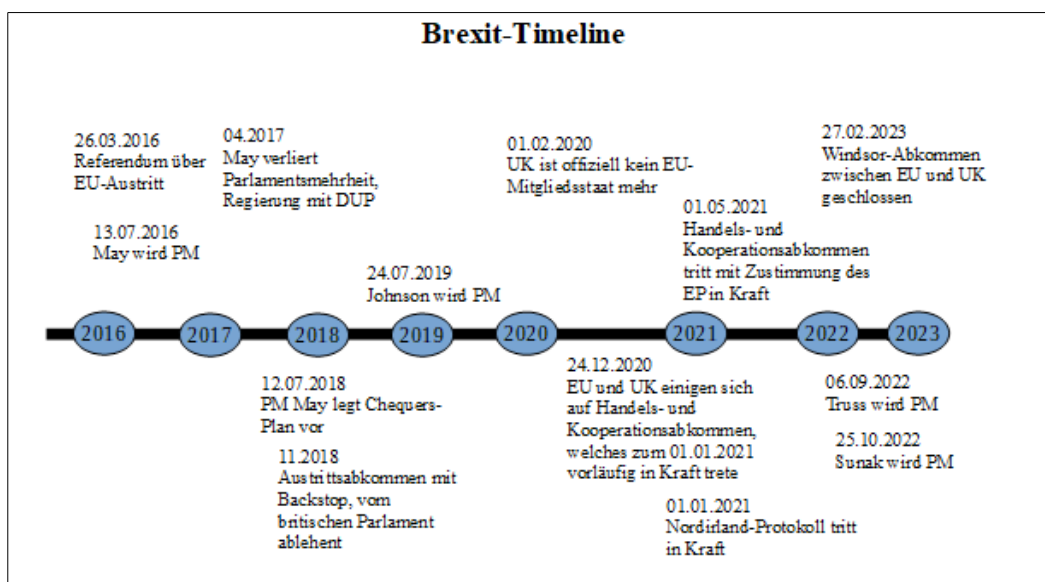 Brexit-Timeline
26.03.2016
Referendum über
EU-Austritt
13.07.2016
May wird PM
04.2017
May verliert
Parlamentsmehrheit,
Regierung mit DUP
24.07.2019
Johnson wird PM
01.02.2020
UK ist offiziell kein EU-
Mitgliedsstaat mehr
01.05.2021
Handels- und
Kooperationsabkommen
tritt mit Zustimmung des
EP in Kraft
27.02.2023
Windsor-Abkommen
zwischen EU und UK
geschlossen
2016 2017 2018 2019 2020 2021 2022 2023
12.07.2018
PM May legt Chequers-
Plan vor
11.2018
Austrittsabkommen mit
Backstop, vom
britischen Parlament
ablehent
24.12.2020
EU und UK einigen sich
auf Handels- und
Kooperationsabkommen,
welches zum 01.01.2021
vorläufig in Kraft trete
01.01.2021
Nordirland-Protokoll tritt
in Kraft
06.09.2022
Truss wird PM
25.10.2022
Sunak wird PM